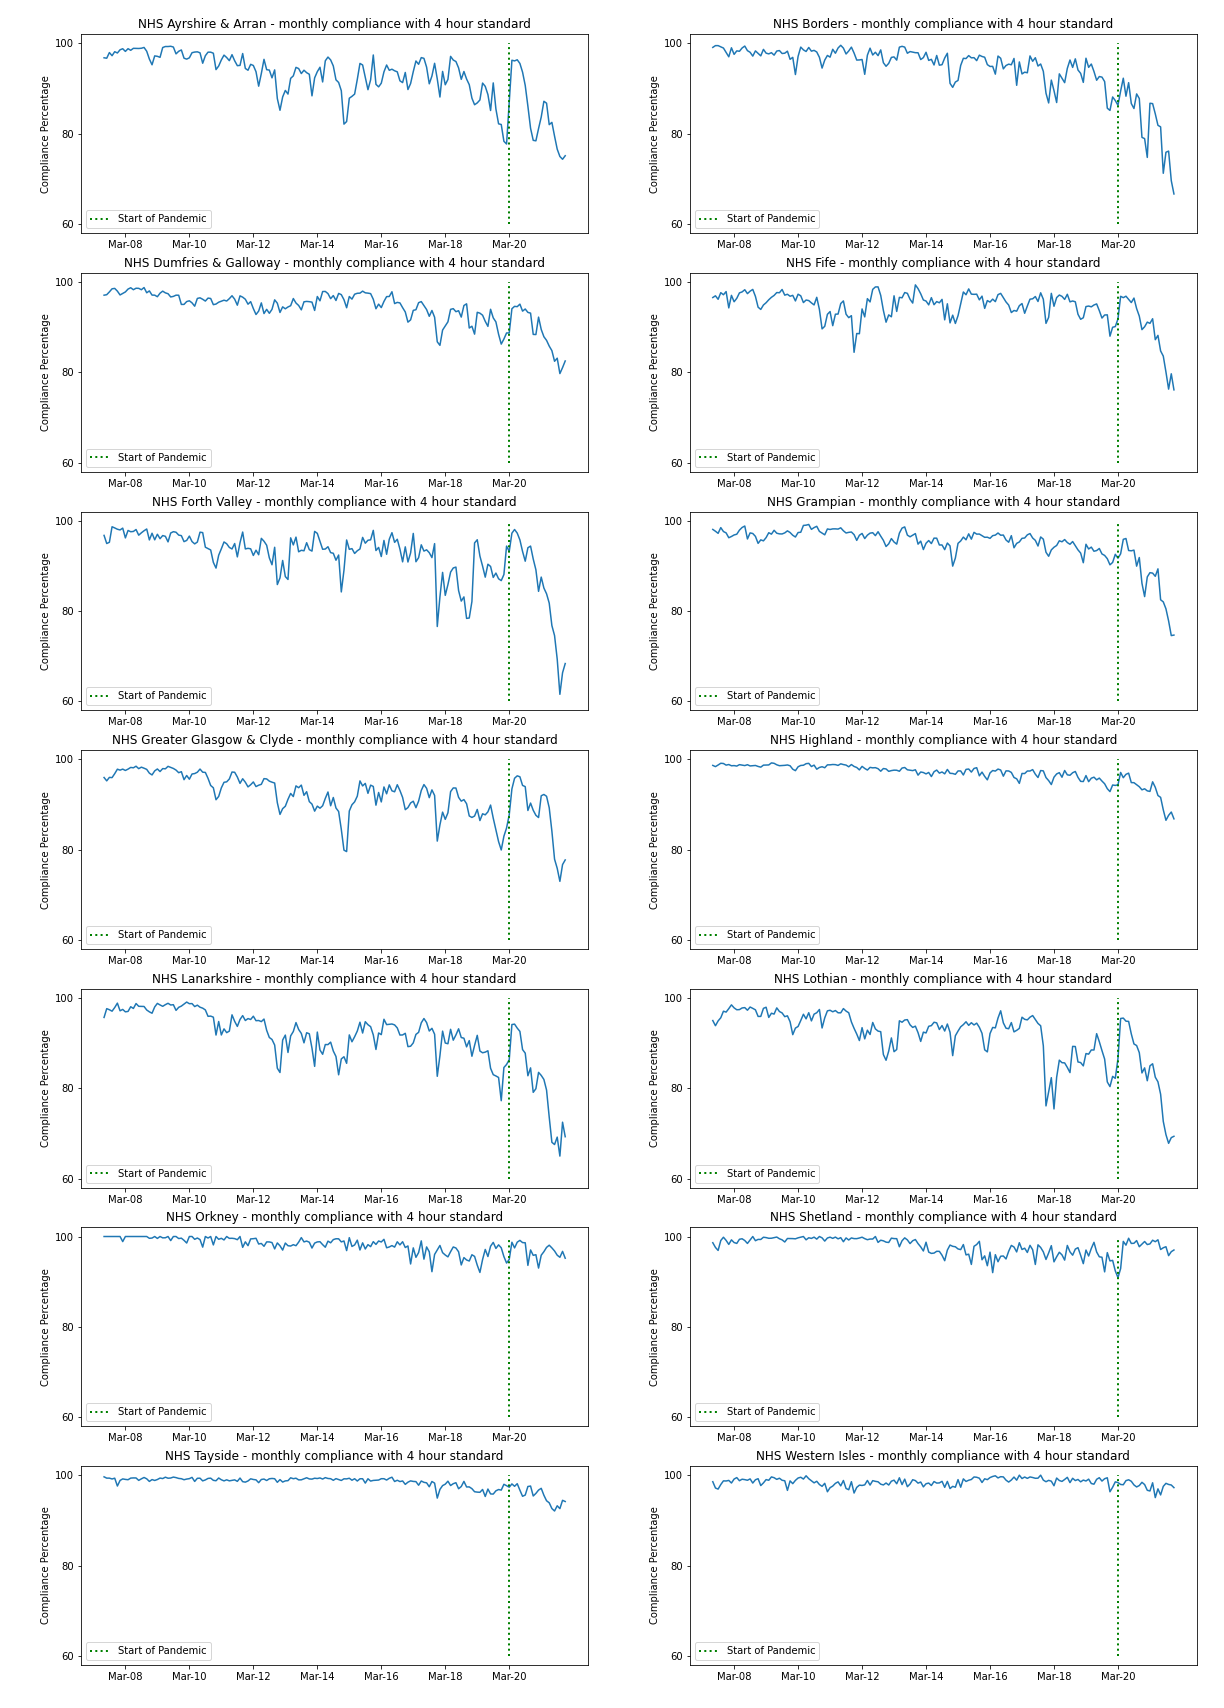 NHS Ayrshire & Arran - monthly compliance with 4 hour standard
100
80
60
Compliance Percentage
Start of Pandemic
Mar-08 Mar-10 Mar-12 Mar-14 Mar-16 Mar-18 Mar-20
NHS Borders - monthly compliance with 4 hour standard
100
80
60
Compliance Percentage
Start of Pandemic
Mar-08 Mar-10 Mar-12 Mar-14 Mar-16 Mar-18 Mar-20
NHS Dumfries & Galloway - monthly compliance with 4 hour standard
100
80
60
Compliance Percentage
Start of Pandemic
Mar-08 Mar-10 Mar-12 Mar-14 Mar-16 Mar-18 Mar-20
NHS Fife - monthly compliance with 4 hour standard
100
80
60
Compliance Percentage
Start of Pandemic
Mar-08 Mar-10 Mar-12 Mar-14 Mar-16 Mar-18 Mar-20
NHS Forth Valley - monthly compliance with 4 hour standard
100
80
60
Compliance Percentage
Start of Pandemic
Mar-08 Mar-10 Mar-12 Mar-14 Mar-16 Mar-18 Mar-20
NHS Grampian - monthly compliance with 4 hour standard
100
80
60
Compliance Percentage
Start of Pandemic
Mar-08 Mar-10 Mar-12 Mar-14 Mar-16 Mar-18 Mar-20
NHS Greater Glasgow & Clyde - monthly compliance with 4 hour standard
100
80
60
Compliance Percentage
Start of Pandemic
Mar-08 Mar-10 Mar-12 Mar-14 Mar-16 Mar-18 Mar-20
NHS Highland - monthly compliance with 4 hour standard
100
80
60
Compliance Percentage
Start of Pandemic
Mar-08 Mar-10 Mar-12 Mar-14 Mar-16 Mar-18 Mar-20
NHS Lanarkshire - monthly compliance with 4 hour standard
100
80
60
Compliance Percentage
Start of Pandemic
Mar-08 Mar-10 Mar-12 Mar-14 Mar-16 Mar-18 Mar-20
NHS Lothian - monthly compliance with 4 hour standard
100
80
60
Compliance Percentage
Start of Pandemic
Mar-08 Mar-10 Mar-12 Mar-14 Mar-16 Mar-18 Mar-20
NHS Orkney - monthly compliance with 4 hour standard
100
80
60
Compliance Percentage
Start of Pandemic
Mar-08 Mar-10 Mar-12 Mar-14 Mar-16 Mar-18 Mar-20
NHS Shetland - monthly compliance with 4 hour standard
100
80
60
Compliance Percentage
Start of Pandemic
Mar-08 Mar-10 Mar-12 Mar-14 Mar-16 Mar-18 Mar-20
NHS Tayside - monthly compliance with 4 hour standard
100
80
60
Compliance Percentage
Start of Pandemic
Mar-08 Mar-10 Mar-12 Mar-14 Mar-16 Mar-18 Mar-20
NHS Western Isles - monthly compliance with 4 hour standard
100
80
60
Compliance Percentage
Start of Pandemic
Mar-08 Mar-10 Mar-12 Mar-14 Mar-16 Mar-18 Mar-20